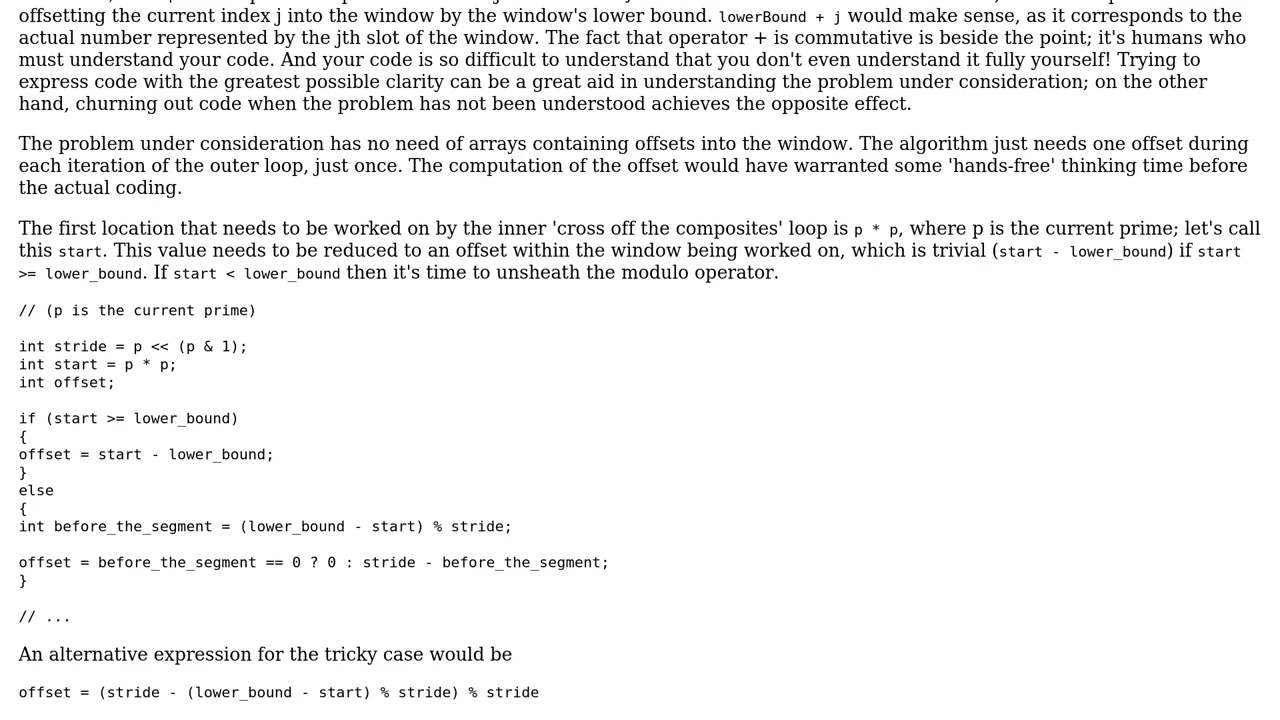 offsetting the current index j into the window by the window's lower bound. lowerBound + j would make sense, as it corresponds to the
actual number represented by the jth slot of the window. The fact that operator + is commutative is beside the point; it's humans who
must understand your code. And your code is so difficult to understand that you don't even understand it fully yourself! Trying to
express code with the greatest possible clarity can be a great aid in understanding the problem under consideration; on the other
hand, churning out code when the problem has not been understood achieves the opposite effect.
The problem under consideration has no need of arrays containing offsets into the window. The algorithm just needs one offset during
each iteration of the outer loop, just once. The computation of the offset would have warranted some 'hands-free' thinking time before
the actual coding.
The first location that needs to be worked on by the inner 'cross off the composites' loop is p * p, where p is the current prime; let's call
this start. This value needs to be reduced to an offset within the window being worked on, which is trivial (start - lower_bound) if start
>= lower_bound. If start < lower_bound then it's time to unsheath the modulo operator.
// (p is the current prime)
int stride = p << (p & 1);
int start = p * p;
int offset;
if (start >= lower_bound)
{
offset = start - lower_bound;
}
else
{
int before_the_segment = (lower_bound - start) % stride;
offset = before_the_segment == 0 ? 0 : stride - before_the_segment;
}
// ...
An alternative expression for the tricky case would be
offset = (stride - (lower_bound - start) % stride) % stride